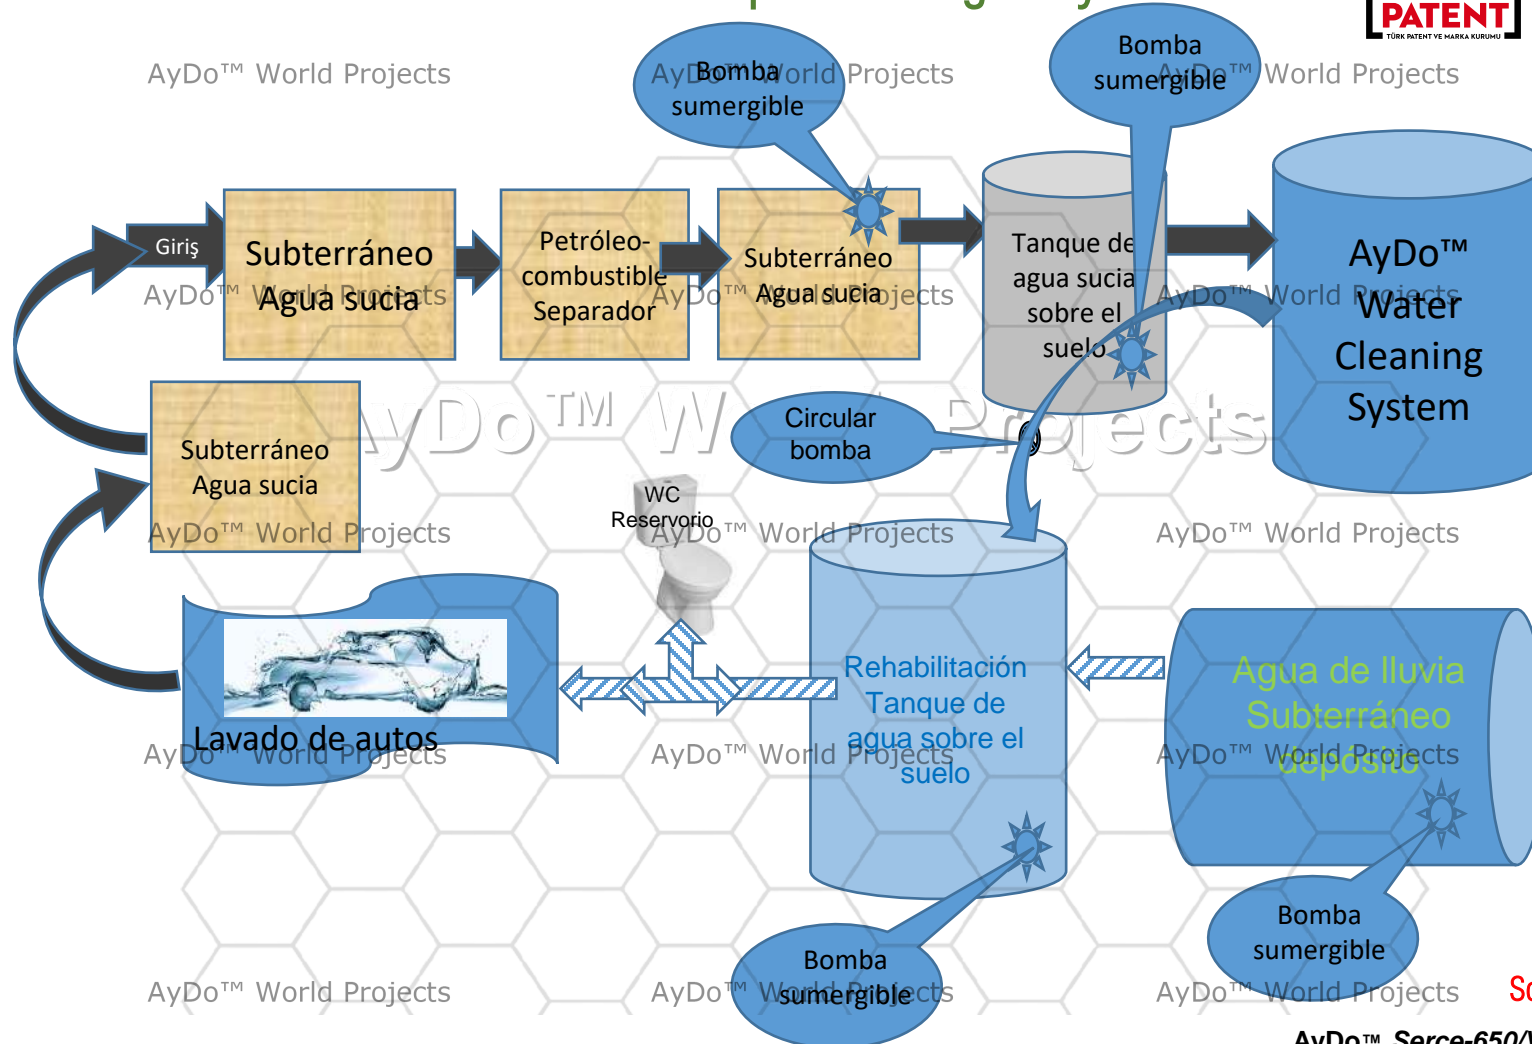 PATENT
TÜRK PATENT VE MARKA KURUMU
AyDo™ World Projects
AyDo™ World Projects
AyDo™ World Projects
Bomba
sumergible
Bomba
sumergible
Giriş
Subterráneo
Agua sucia
Petróleo-
combustible
Separador
Subterráneo
Agua sucia
Tanque de
agua sucia
sobre el
suelo
AyDo™
Water
Cleaning
System
AyDo™ World Projects
AyDo™ World Projects
AyDo™ World Projects
AyDo™ World Projects
Circular
bomba
Subterráneo
Agua sucia
WC
Reservorio
AyDo™ World Projects
AyDo™ World Projects
AyDo™ World Projects
Lavado de autos
Rehabilitación
Tanque de
agua sobre el
suelo
Agua de lluvia
Subterráneo
depósito
AyDo™ World Projects
AyDo™ World Projects
AyDo™ World Projects
Bomba
sumergible
Bomba
sumergible
AyDo™ World Projects
AyDo™ World Projects
AyDo™ World Projects
AyDo™ Serce-650/